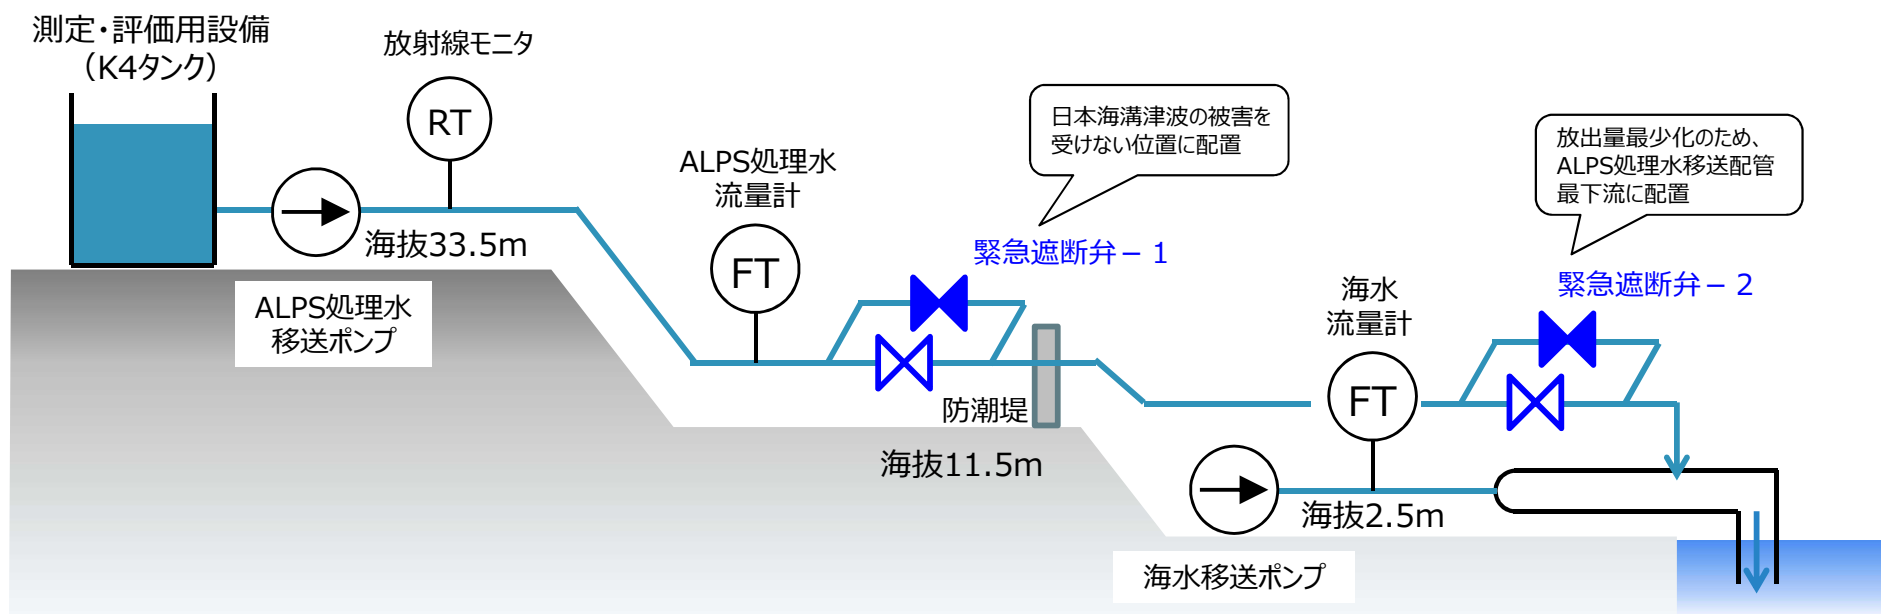 測定・評価用設備
（K4タンク）
放射線モニタ
RT
海抜33.5m
ALPS処理水
移送ポンプ
ALPS処理水
流量計
FT
日本海溝津波の被害を
受けない位置に配置
緊急遮断弁－1
防潮堤
海抜11.5m
放出量最少化のため、
ALPS処理水移送配管
最下流に配置
緊急遮断弁－2
海水
流量計
FT
海抜2.5m
海水移送ポンプ